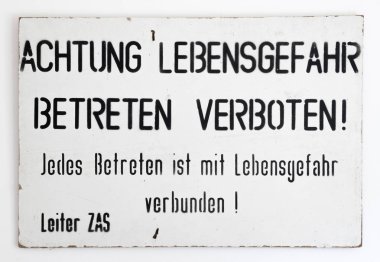 ACHTUNG LEBENSGEFAHR
BETRETEN VERBOTEN!
Jedes Betreten ist mit Lebensgefahr
verbunden !
Leiter ZAS